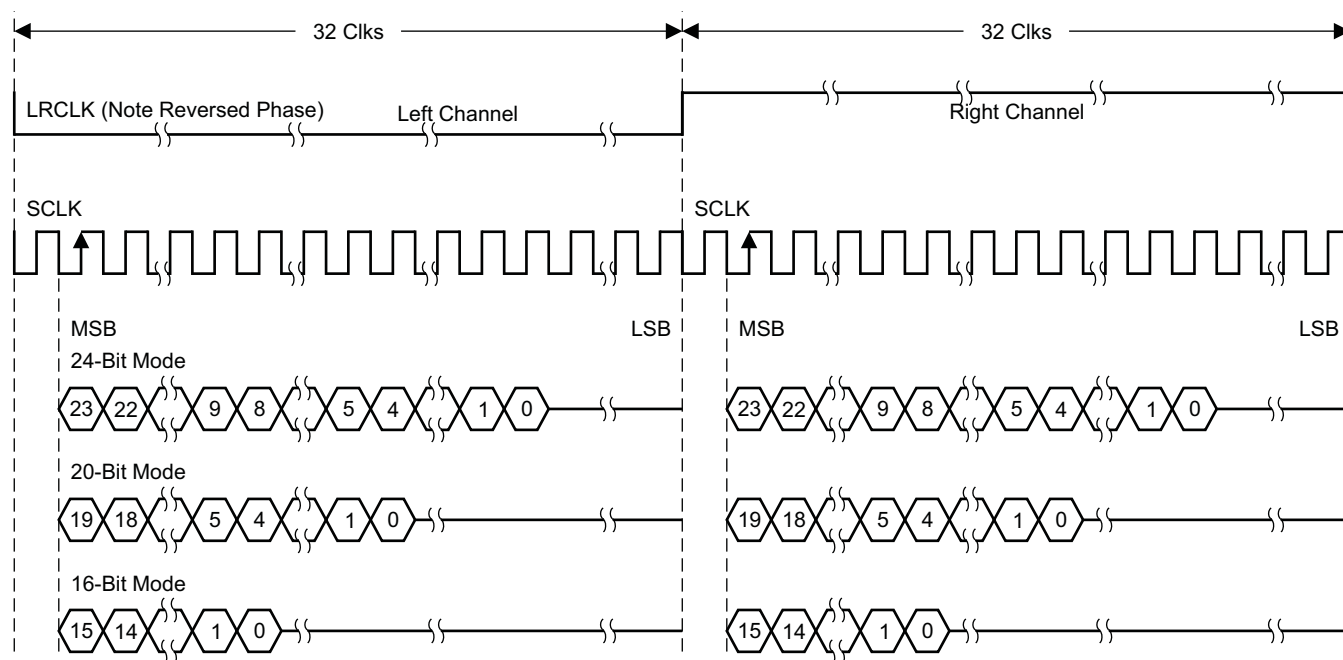 32 Clks 32 Clks
LRCLK (Note Reversed Phase) Left Channel Right Channel
SCLK SCLK
MSB LSB MSB LSB
24-Bit Mode
23 22 9 8 5 4 1 0 23 22 9 8 5 4 1 0
20-Bit Mode
19 18 5 4 1 0 19 18 5 4 1 0
16-Bit Mode
15 14 1 0 15 14 1 0